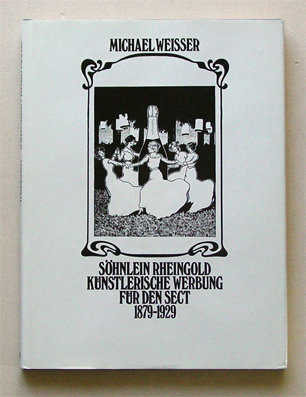 MICHAEL WEISSER
SÖHNLEIN RHEINGOLD
KÜNSTLERISCHE WERBUNG
FÜR DEN SECT
1879-1929